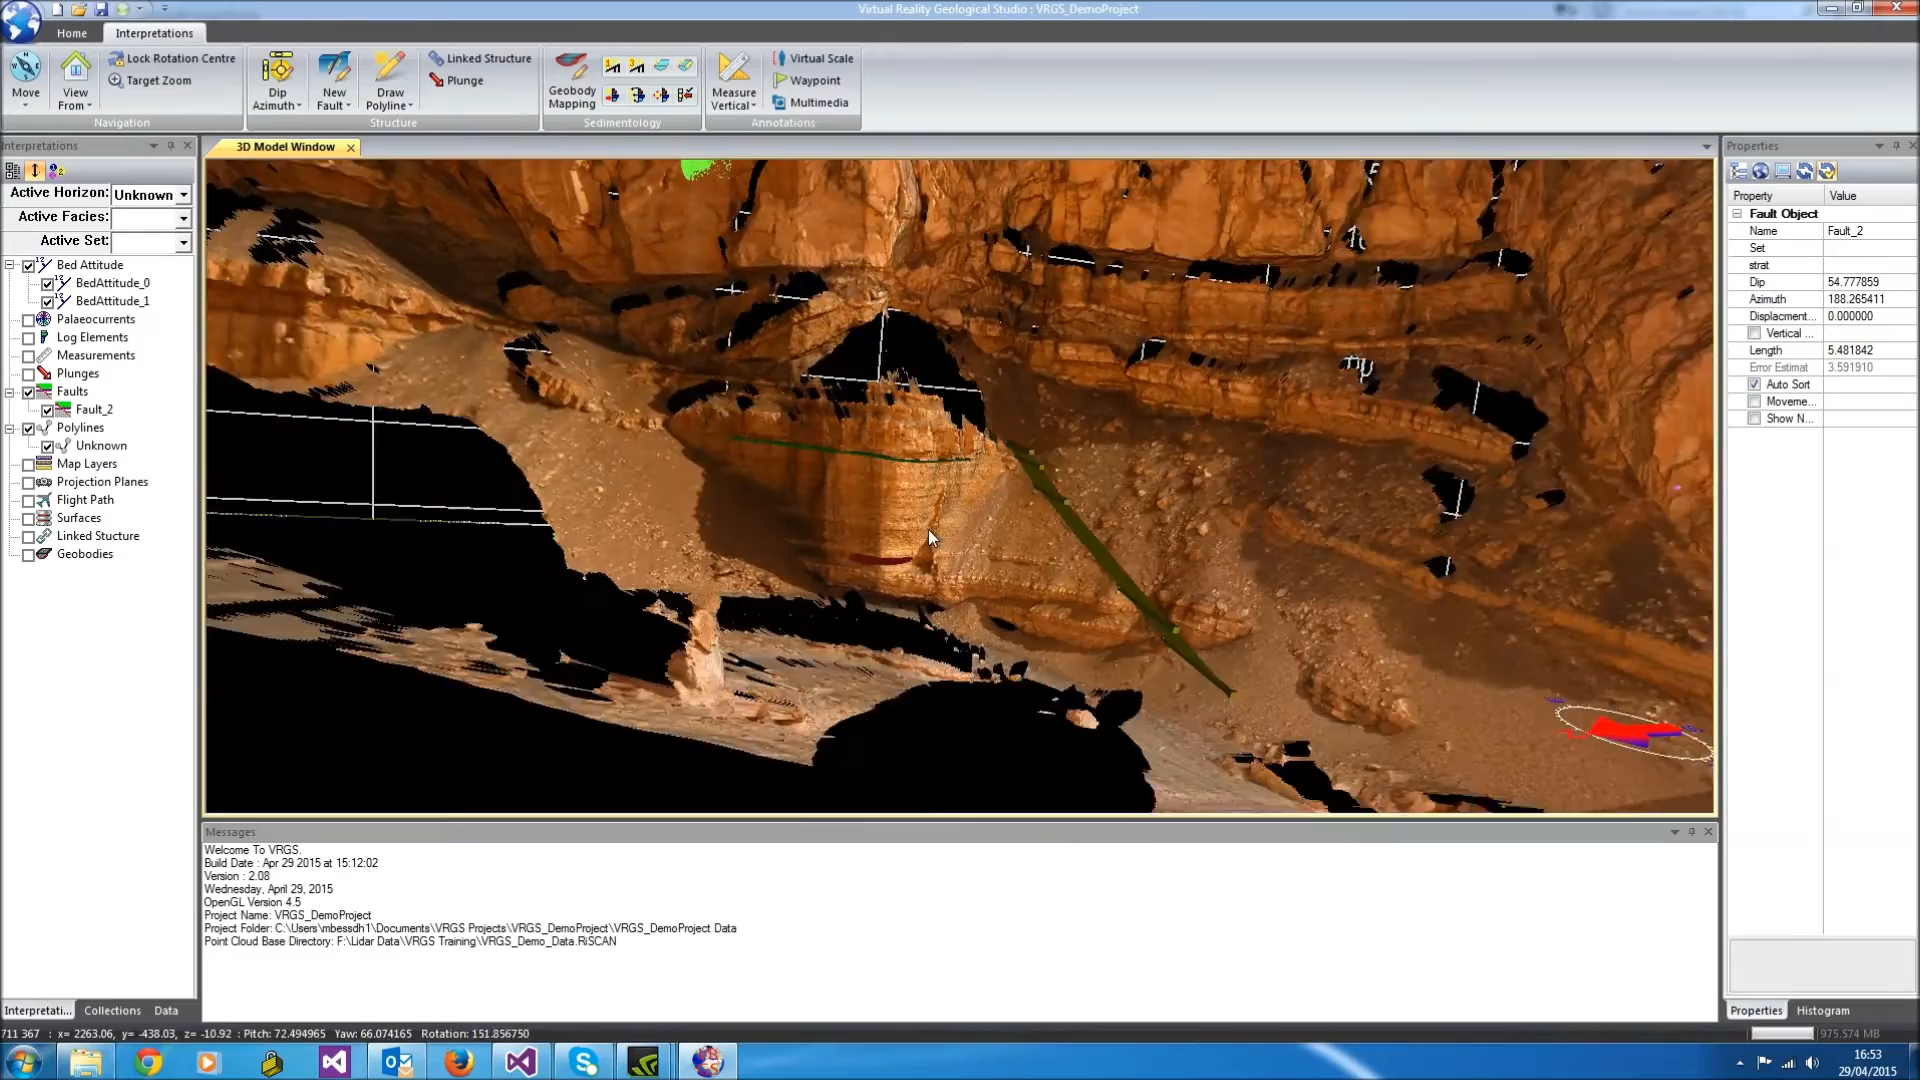 Virtual Reality Geological Studio : VRGS_DemoProject
Home
Interpretations
Move
View
From
Lock Rotation Centre
Target Zoom
Navigation
Dip
Azimuth
New
Fault
Draw
Polyline
Linked Structure
Plunge
Structure
Geobody
Mapping
Sedimentology
Measure
Vertical
Virtual Scale
Waypoint
Multimedia
Annotations
Interpretations
Active Horizon: Unknown
Active Facies:
Active Set:
Bed Attitude
BedAttitude_0
BedAttitude_1
Palaeocurrents
Log Elements
Measurements
Plunges
Faults
Fault_2
Polylines
Unknown
Map Layers
Projection Planes
Flight Path
Surfaces
Linked Structure
Geobodies
Interpretati...
Collections
Data
3D Model Window
Messages
Welcome To VRGS.
Build Date : Apr 29 2015 at 15:12:02
Version : 2.08
Wednesday, April 29, 2015
OpenGL Version 4.5
Project Name: VRGS_DemoProject
Project Folder: C:\Users\mbessdh1\Documents\VRGS Projects\VRGS_DemoProject\VRGS_DemoProject Data
Point Cloud Base Directory: F:\Lidar Data\VRGS Training\VRGS_Demo_Data.RiSCAN
Properties
Property Value
Fault Object
Name Fault_2
Set
strat
Dip 54.777859
Azimuth 188.265411
Displacment... 0.000000
Vertical ...
Length 5.481842
Error Estimat 3.591910
Auto Sort
Moveme...
Show N...
Properties
Histogram
711 367 : x= 2263.06, y= -438.03, z= -10.92 : Pitch: 72.494965 Yaw: 66.074165 Rotation: 151.856750
975.574 MB
16:53
29/04/2015